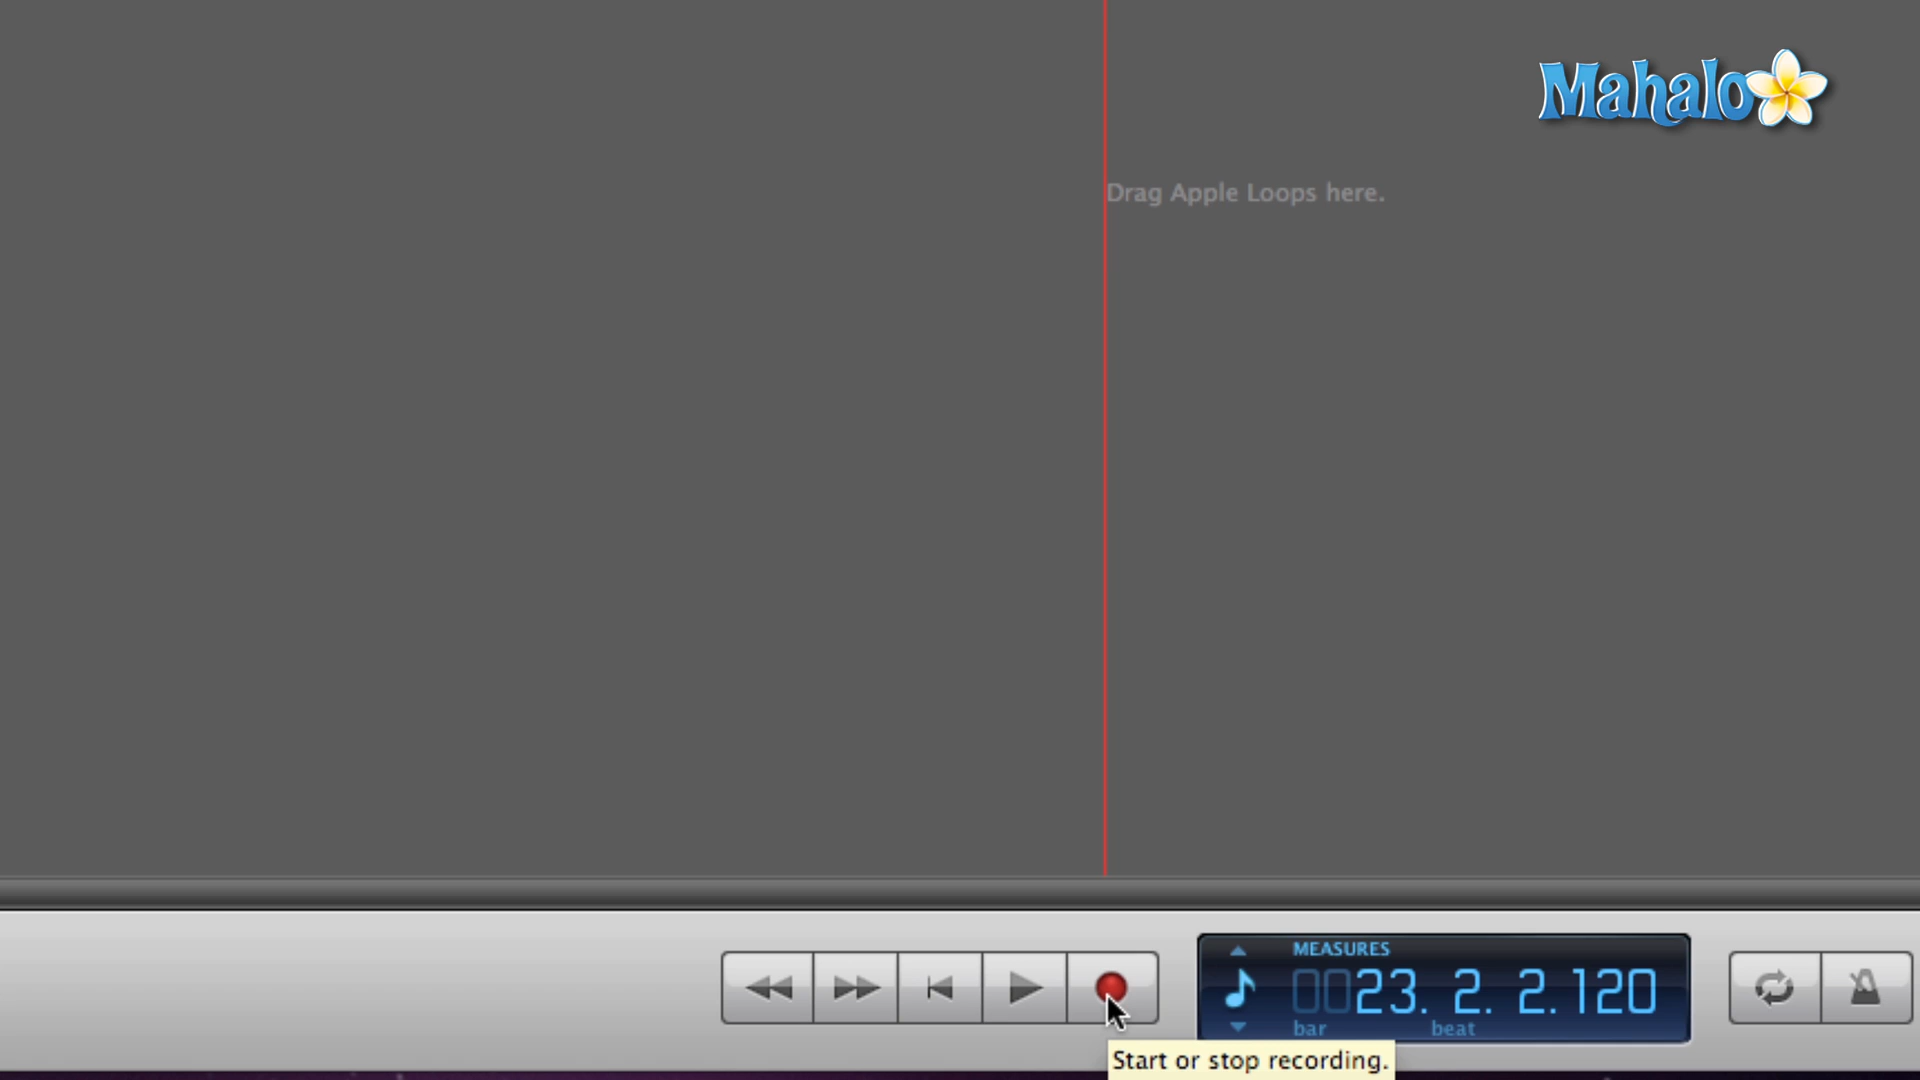 Mahalo
Drag Apple Loops here.
MEASURES
0023. 2. 2.120
bar beat
Start or stop recording.